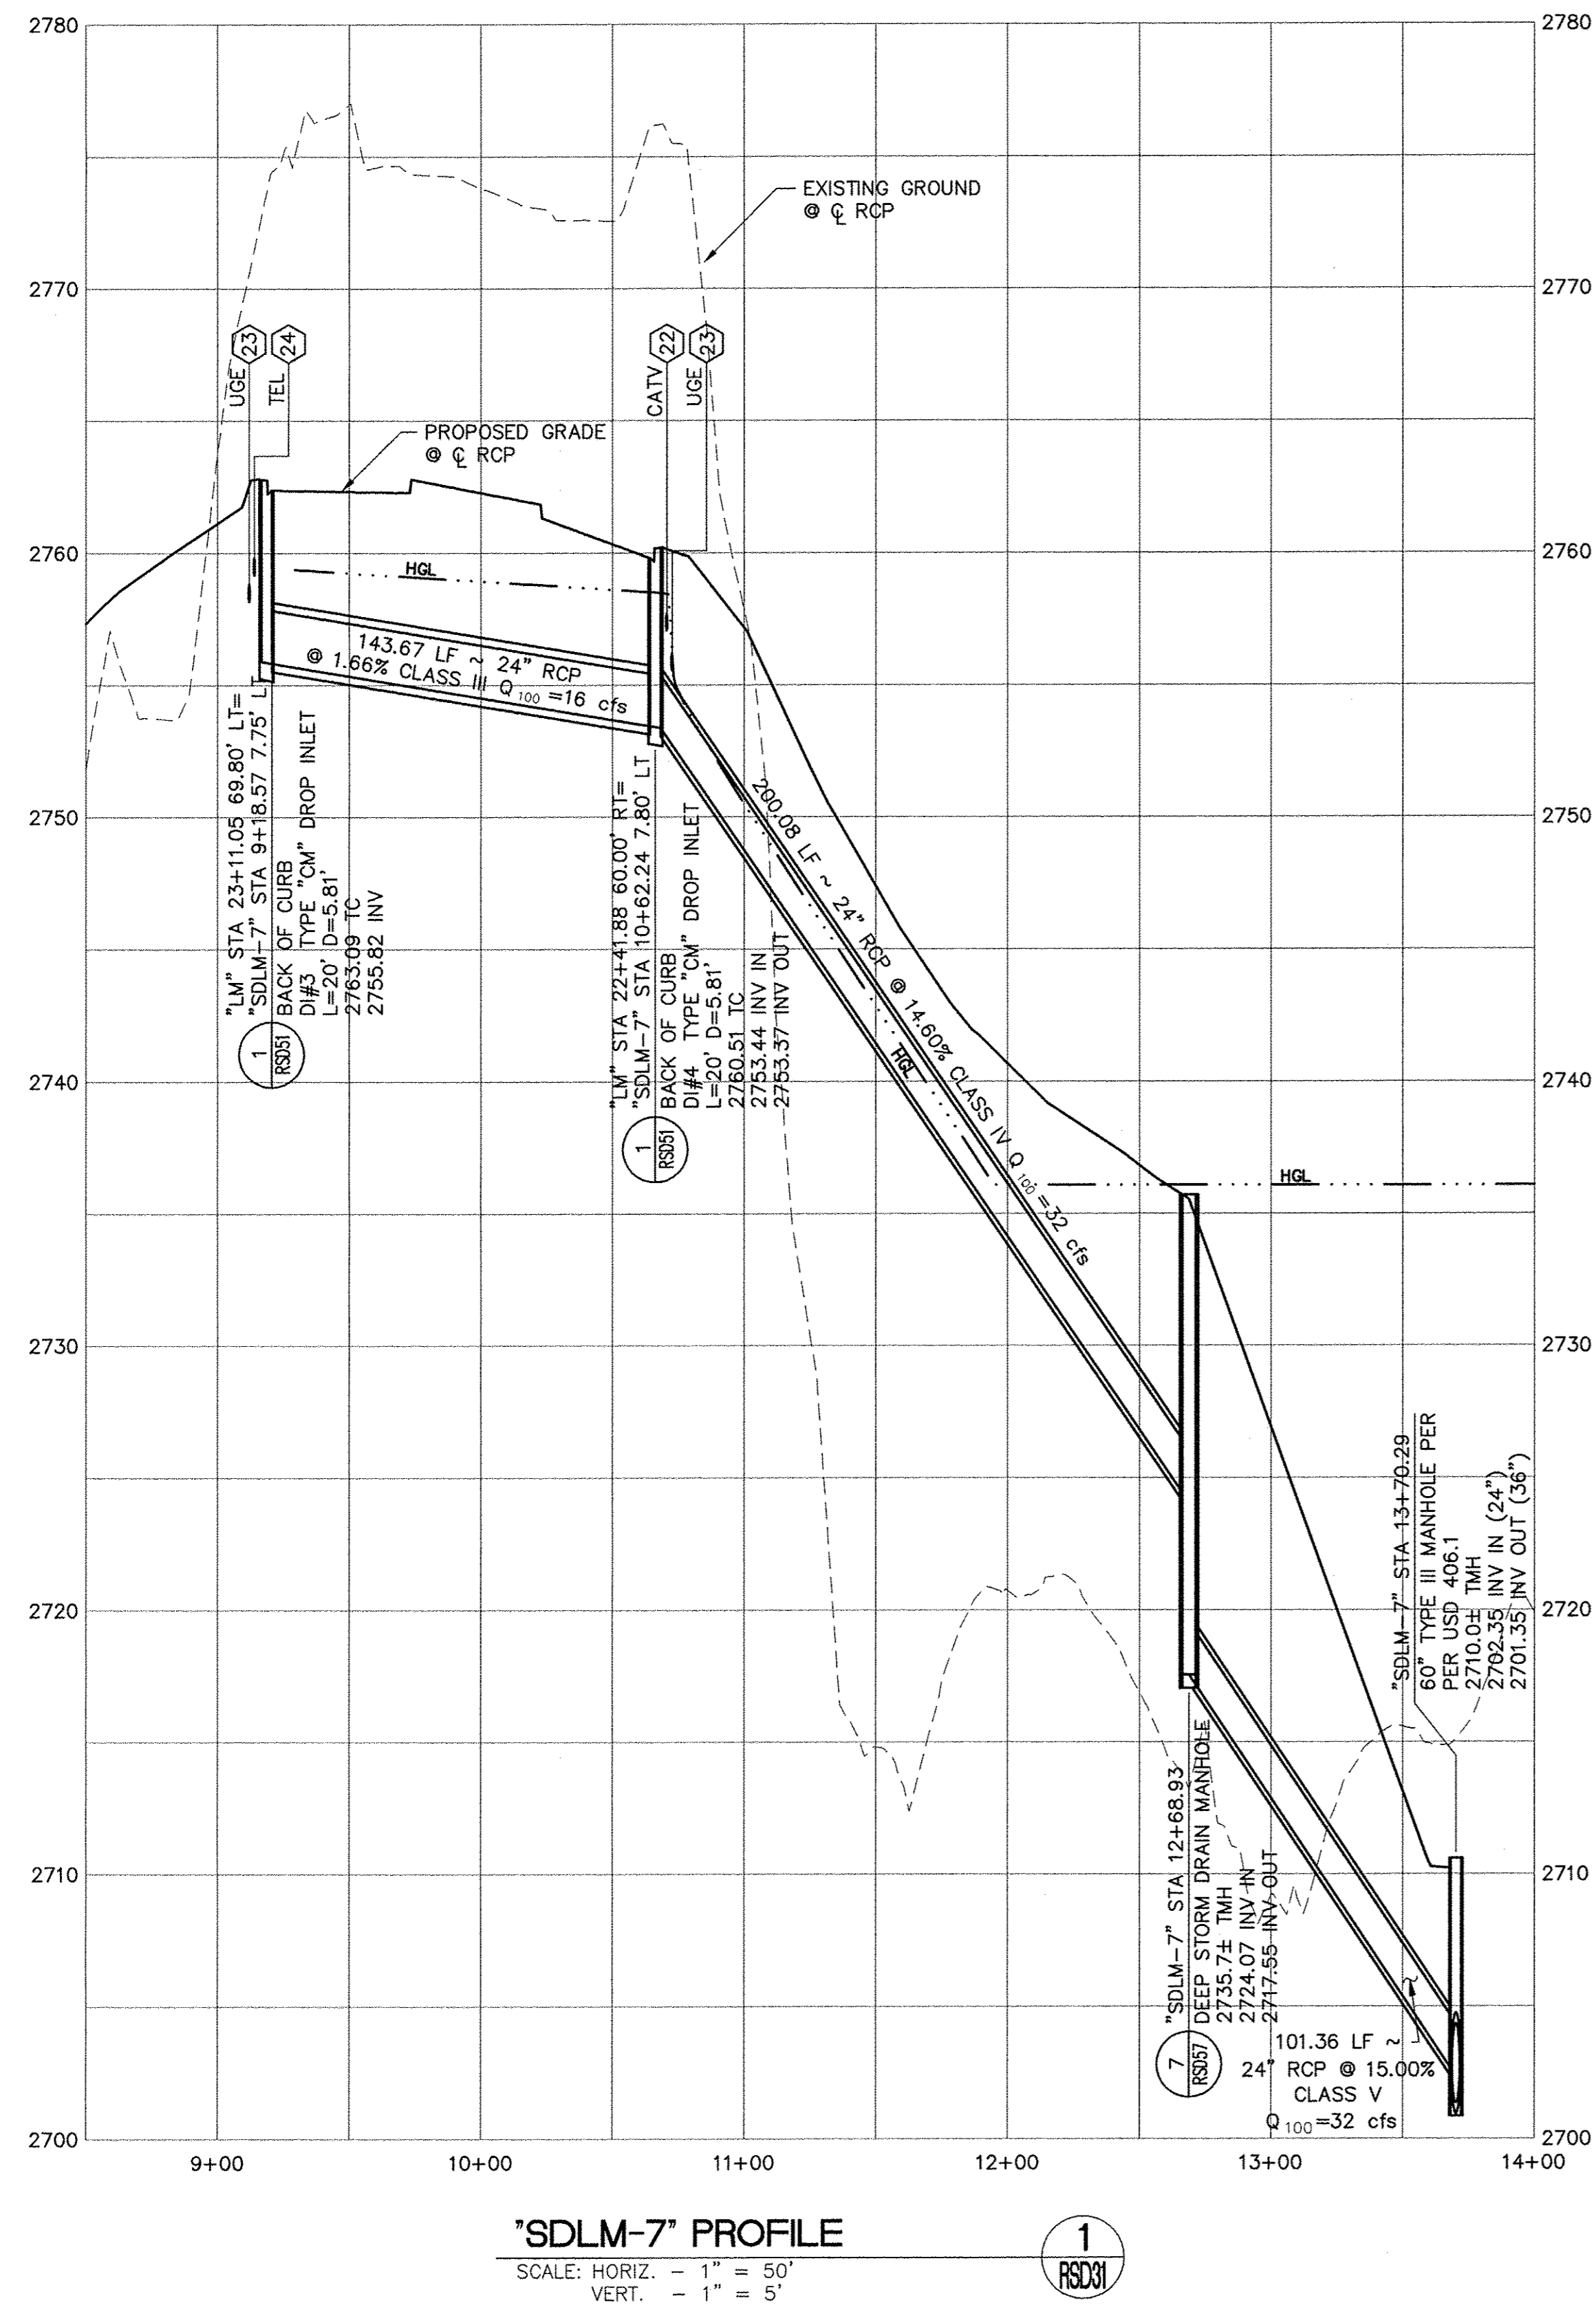 2780
2780
EXISTING GROUND
@ ℄ RCP
2770
2770
23
24
22
23
UGE
TEL
CATV
UGE
PROPOSED GRADE
@ ℄ RCP
2760
2760
HGL
143.67 LF ~ 24" RCP
@ 1.66% CLASS III Q100 =16 cfs
"LM" STA 23+11.05 69.80' LT=
"SDLM-7" STA 9+18.57 7.75' LT
BACK OF CURB
DI#3 TYPE "CM" DROP INLET
L=20' D=5.81'
2763.09 TC
2755.82 INV
1
RSD51
"LM" STA 22+41.88 60.00' RT=
"SDLM-7" STA 10+62.24 7.80' LT
BACK OF CURB
DI#4 TYPE "CM" DROP INLET
L=20' D=5.81'
2760.51 TC
2753.44 INV IN
2753.37 INV OUT
1
RSD51
2750
2750
200.08 LF ~ 24" RCP @ 14.60% CLASS IV Q100 =32 cfs
HGL
2740
2740
HGL
2730
2730
"SDLM-7" STA 13+70.29
60" TYPE III MANHOLE PER
PER USD 406.1
2710.0± TMH
2702.35 INV IN (24")
2701.35 INV OUT (36")
2720
2720
"SDLM-7" STA 12+68.93
DEEP STORM DRAIN MANHOLE
2735.7± TMH
2724.07 INV IN
2717.55 INV OUT
7
RSD57
2710
2710
101.36 LF ~
24" RCP @ 15.00%
CLASS V
Q100=32 cfs
2700
2700
9+00
10+00
11+00
12+00
13+00
14+00
"SDLM-7" PROFILE
SCALE: HORIZ. - 1" = 50'
VERT. - 1" = 5'
1
RSD31